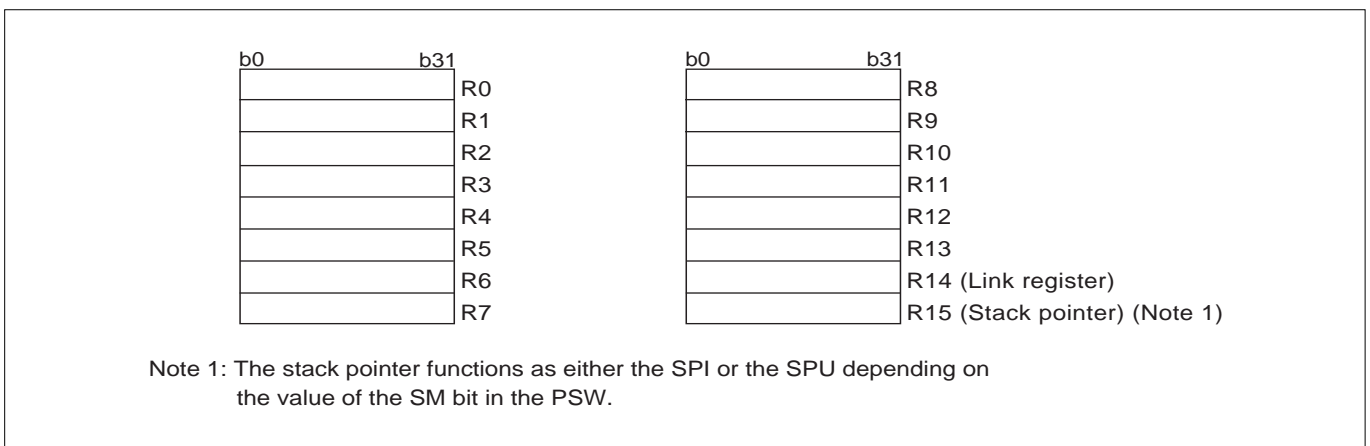 b0 b31
R0
R1
R2
R3
R4
R5
R6
R7
b0 b31
R8
R9
R10
R11
R12
R13
R14 (Link register)
R15 (Stack pointer) (Note 1)
Note 1: The stack pointer functions as either the SPI or the SPU depending on
the value of the SM bit in the PSW.